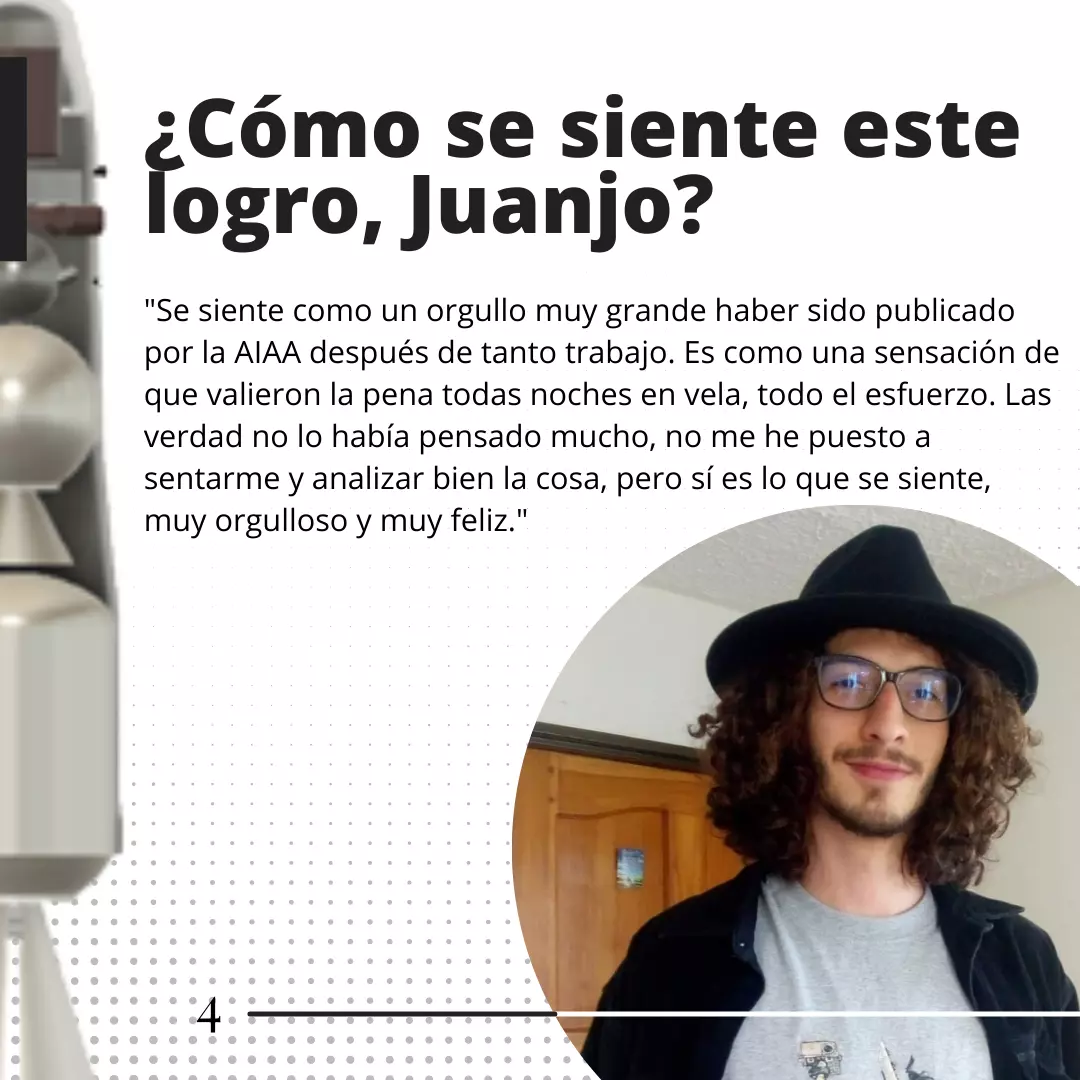 ¿Cómo se siente este
logro, Juanjo?
"Se siente como un orgullo muy grande haber sido publicado
por la AIAA después de tanto trabajo. Es como una sensación de
que valieron la pena todas noches en vela, todo el esfuerzo. Las
verdad no lo había pensado mucho, no me he puesto a
sentarme y analizar bien la cosa, pero sí es lo que se siente,
muy orgulloso y muy feliz."
4